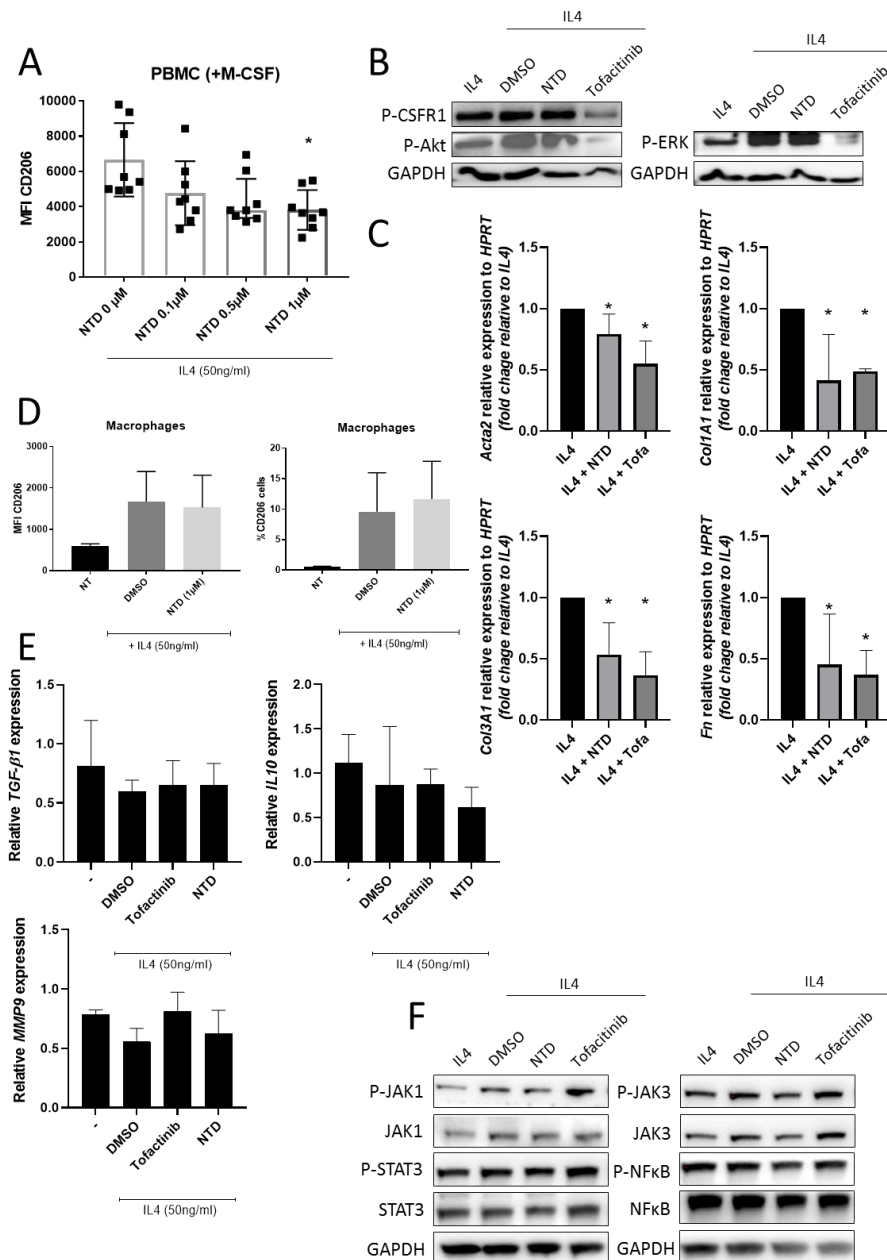 A
PBMC (+M-CSF)
MFI CD206
10000
8000
6000
4000
2000
0
NTD 0 µM
NTD 0.1µM
NTD 0.5µM
NTD 1µM
*
IL4 (50ng/ml)
B
IL4
IL4
DMSO
NTD
Tofacitinib
P-CSFR1
P-Akt
GAPDH
IL4
IL4
DMSO
NTD
Tofacitinib
P-ERK
GAPDH
C
Acta2 relative expression to HPRT
(fold chage relative to IL4)
1.5
1.0
0.5
0.0
IL4
IL4 + NTD
IL4 + Tofa
*
*
Col1A1 relative expression to HPRT
(fold chage relative to IL4)
1.5
1.0
0.5
0.0
IL4
IL4 + NTD
IL4 + Tofa
*
*
Col3A1 relative expression to HPRT
(fold chage relative to IL4)
1.5
1.0
0.5
0.0
IL4
IL4 + NTD
IL4 + Tofa
*
*
Fn relative expression to HPRT
(fold chage relative to IL4)
1.5
1.0
0.5
0.0
IL4
IL4 + NTD
IL4 + Tofa
*
*
D
Macrophages
MFI CD206
3000
2000
1000
0
NT
DMSO
NTD (1µM)
+ IL4 (50ng/ml)
Macrophages
% CD206 cells
20
15
10
5
0
NT
DMSO
NTD (1µM)
+ IL4 (50ng/ml)
E
Relative TGF-β1 expression
1.5
1.0
0.5
0.0
-
DMSO
Tofactinib
NTD
IL4 (50ng/ml)
Relative IL10 expression
2.0
1.5
1.0
0.5
0.0
-
DMSO
Tofactinib
NTD
IL4 (50ng/ml)
Relative MMP9 expression
1.5
1.0
0.5
0.0
-
DMSO
Tofactinib
NTD
IL4 (50ng/ml)
F
IL4
IL4
DMSO
NTD
Tofacitinib
P-JAK1
JAK1
P-STAT3
STAT3
GAPDH
IL4
IL4
DMSO
NTD
Tofacitinib
P-JAK3
JAK3
P-NFκB
NFκB
GAPDH